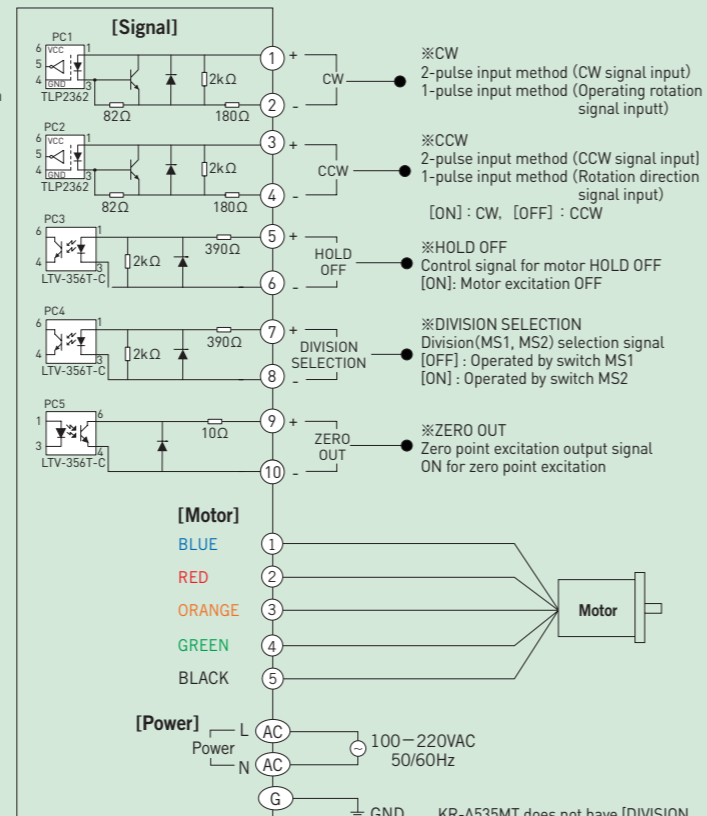 [Signal]
PC1
6 VCC 1
5
4 GND 3
TLP2362
82Ω
180Ω
2kΩ
1 +
2 -
CW
※CW
2-pulse input method (CW signal input)
1-pulse input method (Operating rotation
signal inputt)
PC2
6 VCC 1
5
4 GND 3
TLP2362
82Ω
180Ω
2kΩ
3 +
4 -
CCW
※CCW
2-pulse input method (CCW signal input)
1-pulse input method (Rotation direction
signal input)
[ON] : CW, [OFF] : CCW
PC3
6 1
4 3
LTV-356T-C
2kΩ
390Ω
5 +
6 -
HOLD
OFF
※HOLD OFF
Control signal for motor HOLD OFF
[ON]: Motor excitation OFF
PC4
6 1
4 3
LTV-356T-C
2kΩ
390Ω
7 +
8 -
DIVISION
SELECTION
※DIVISION SELECTION
Division(MS1, MS2) selection signal
[OFF] : Operated by switch MS1
[ON] : Operated by switch MS2
PC5
1 6
3 4
LTV-356T-C
10Ω
9 +
10 -
ZERO
OUT
※ZERO OUT
Zero point excitation output signal
ON for zero point excitation
[Motor]
BLUE 1
RED 2
ORANGE 3
GREEN 4
BLACK 5
Motor
[Power]
Power
L AC
N AC
~
100-220VAC
50/60Hz
G
GND
KR-A535MT does not have [DIVISION